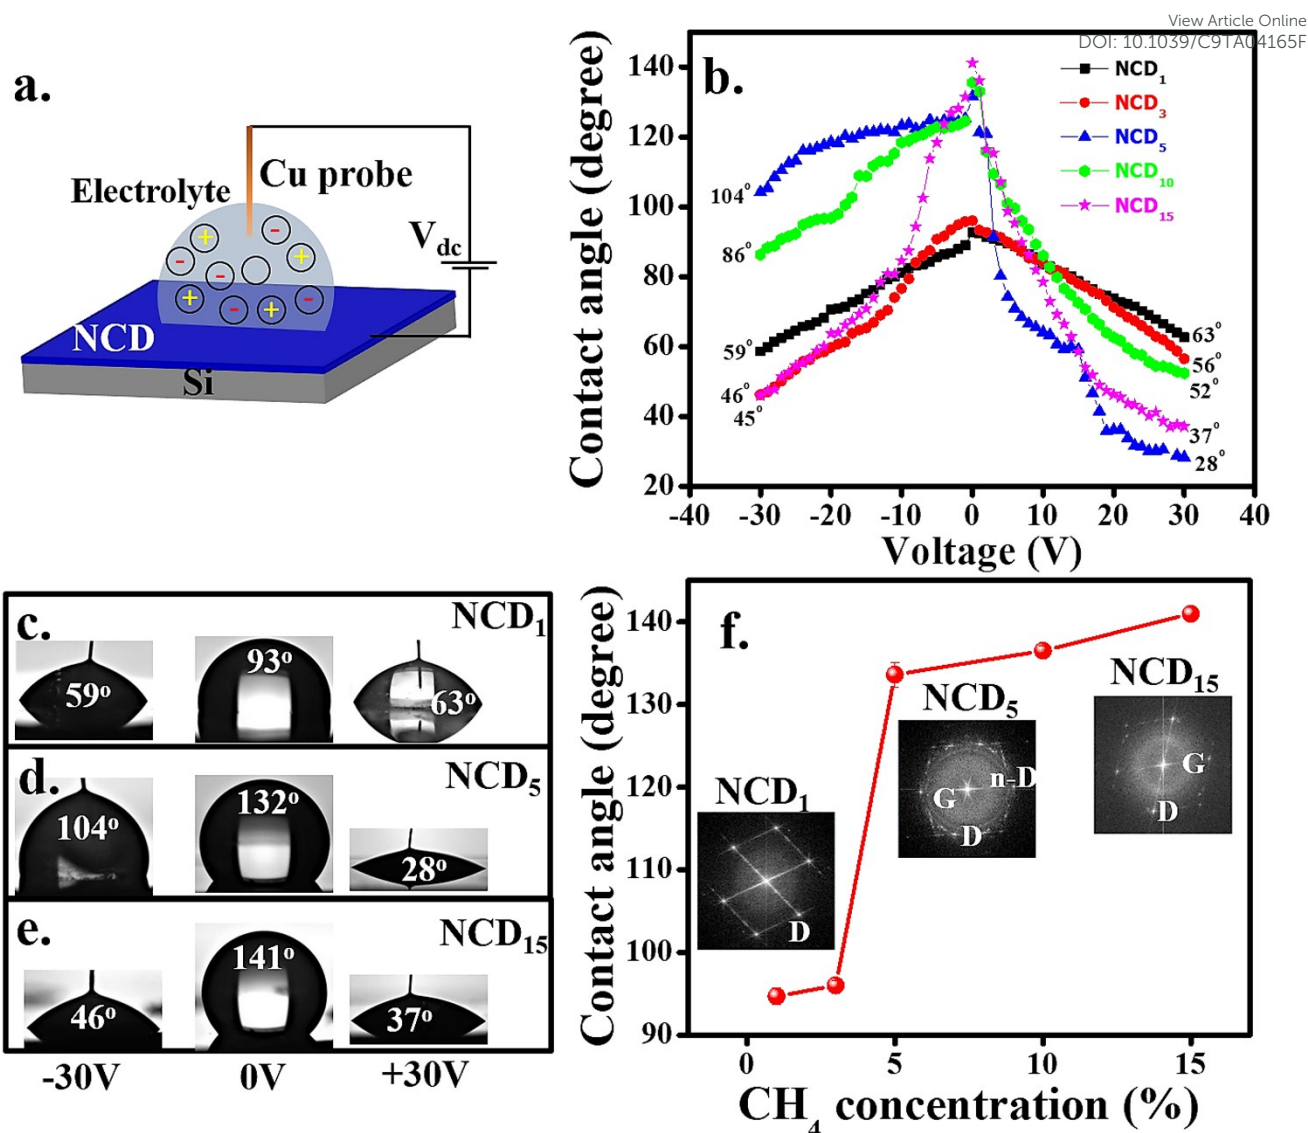 View Article Online
DOI: 10.1039/C9TA04165F
a.
Electrolyte
Cu probe
V_dc
+ - - + - + - + -
NCD
Si
b.
Contact angle (degree)
140
120
100
80
60
40
20
NCD₁
NCD₃
NCD₅
NCD₁₀
NCD₁₅
104°
86°
59°
46°
45°
63°
56°
52°
37°
28°
-40 -30 -20 -10 0 10 20 30 40
Voltage (V)
c.
NCD₁
59° 93° 63°
d.
NCD₅
104° 132° 28°
e.
NCD₁₅
46° 141° 37°
-30V 0V +30V
f.
Contact angle (degree)
140
130
120
110
100
90
NCD₁
D
NCD₅
G
n-D
D
NCD₁₅
G
D
0 5 10 15
CH₄ concentration (%)